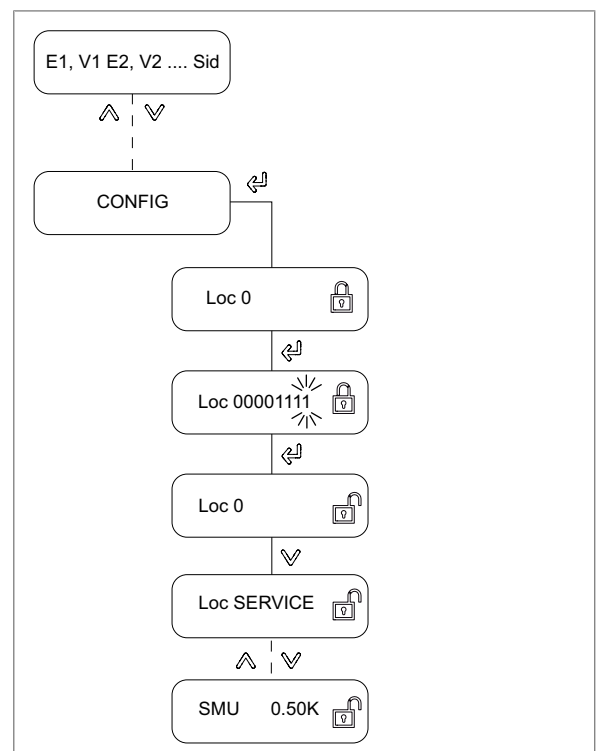 E1, V1 E2, V2 .... Sid
CONFIG
Loc 0
Loc 00001111
Loc 0
Loc SERVICE
SMU 0.50K